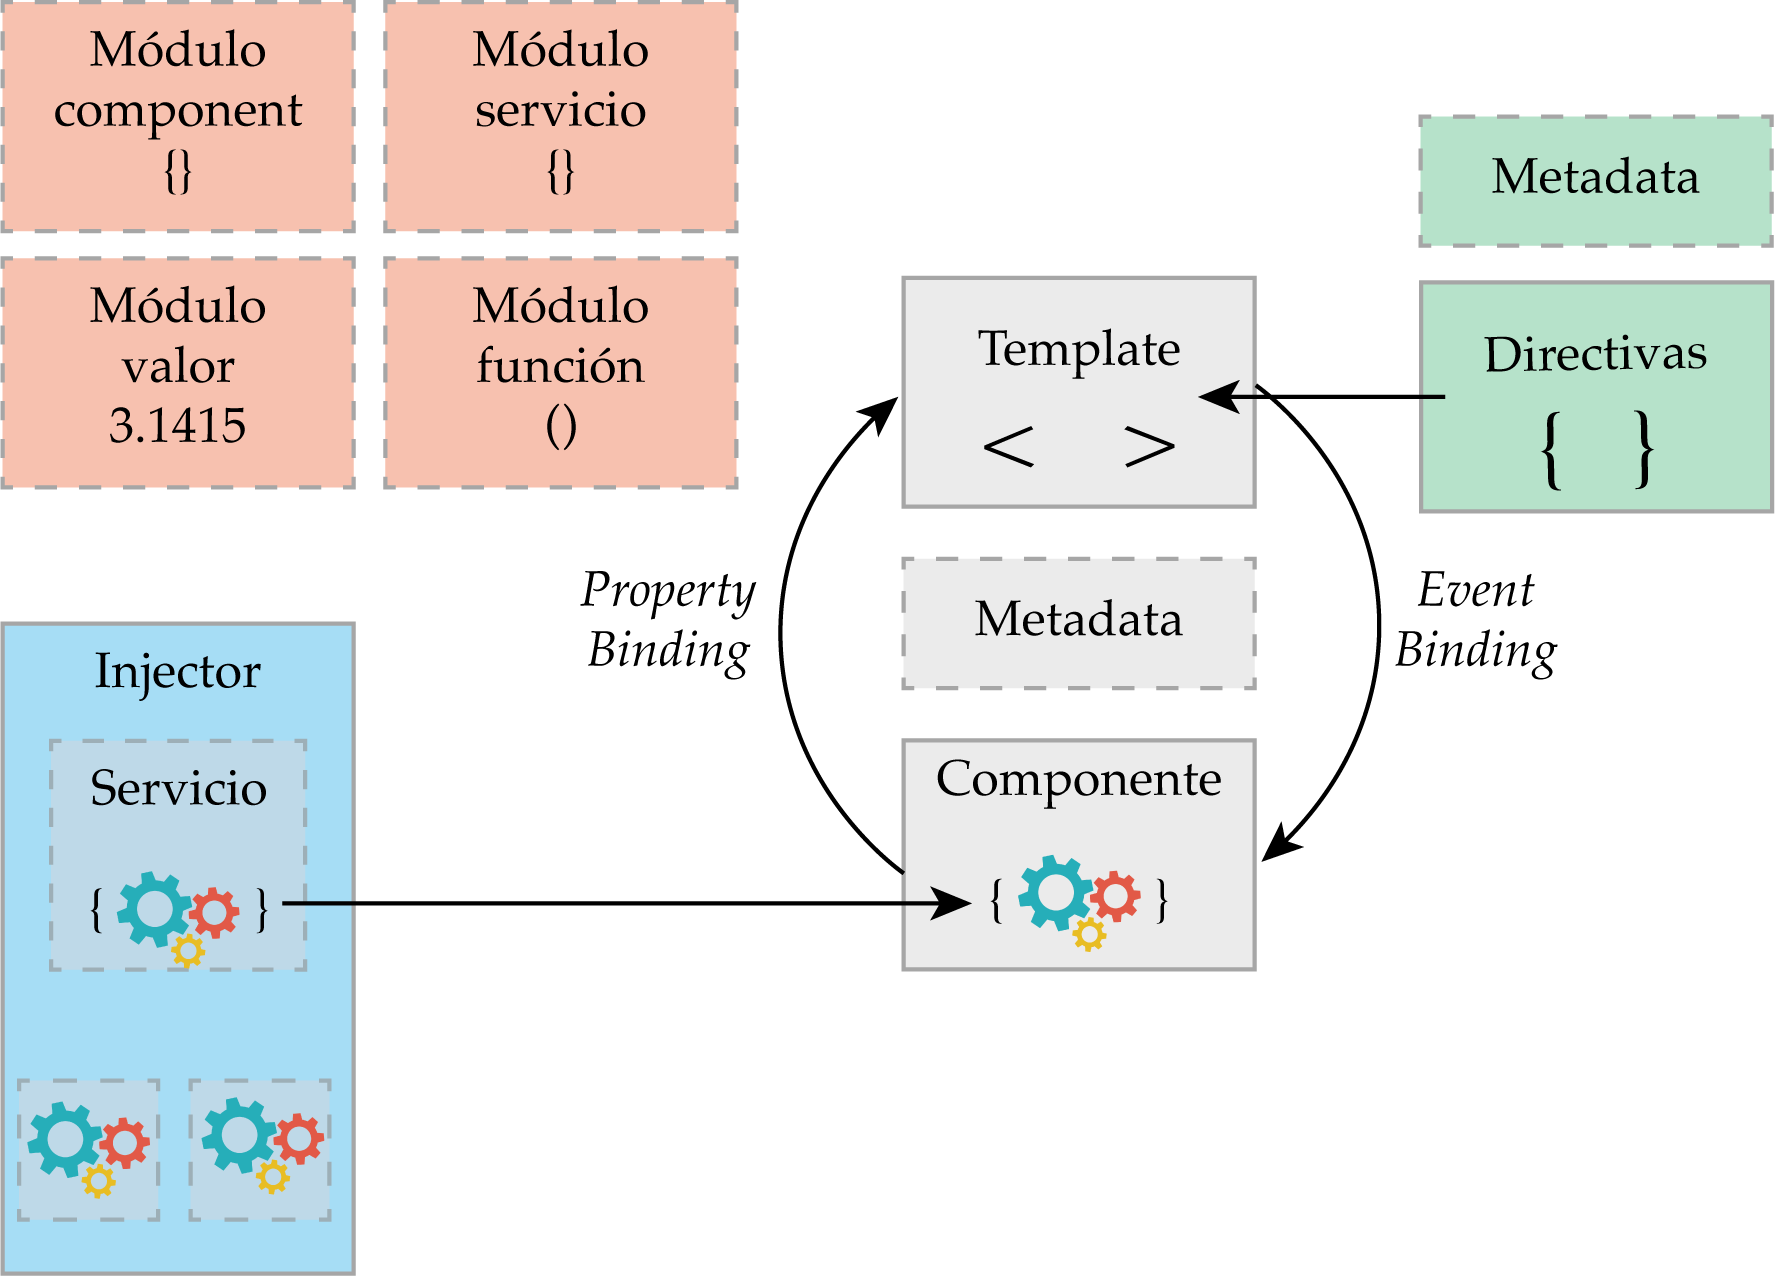 Módulo
component
{}
Módulo
servicio
{}
Módulo
valor
3.1415
Módulo
función
()
Metadata
Directivas
{ }
Template
< >
Property
Binding
Metadata
Event
Binding
Componente
{ }
Injector
Servicio
{ }